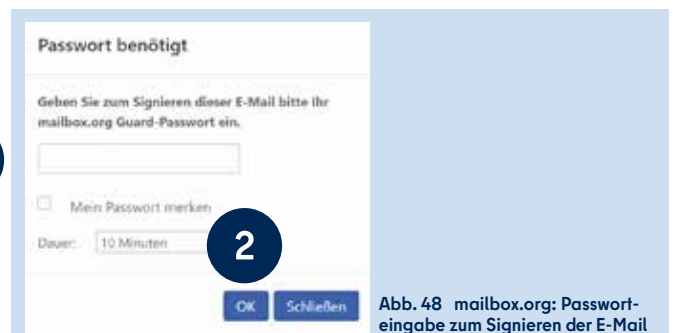 Passwort benötigt
Geben Sie zum Signieren dieser E-Mail bitte Ihr
mailbox.org Guard-Passwort ein.
Mein Passwort merken
Dauer: 10 Minuten
2
OK Schließen
Abb. 48 mailbox.org: Passwort-
eingabe zum Signieren der E-Mail